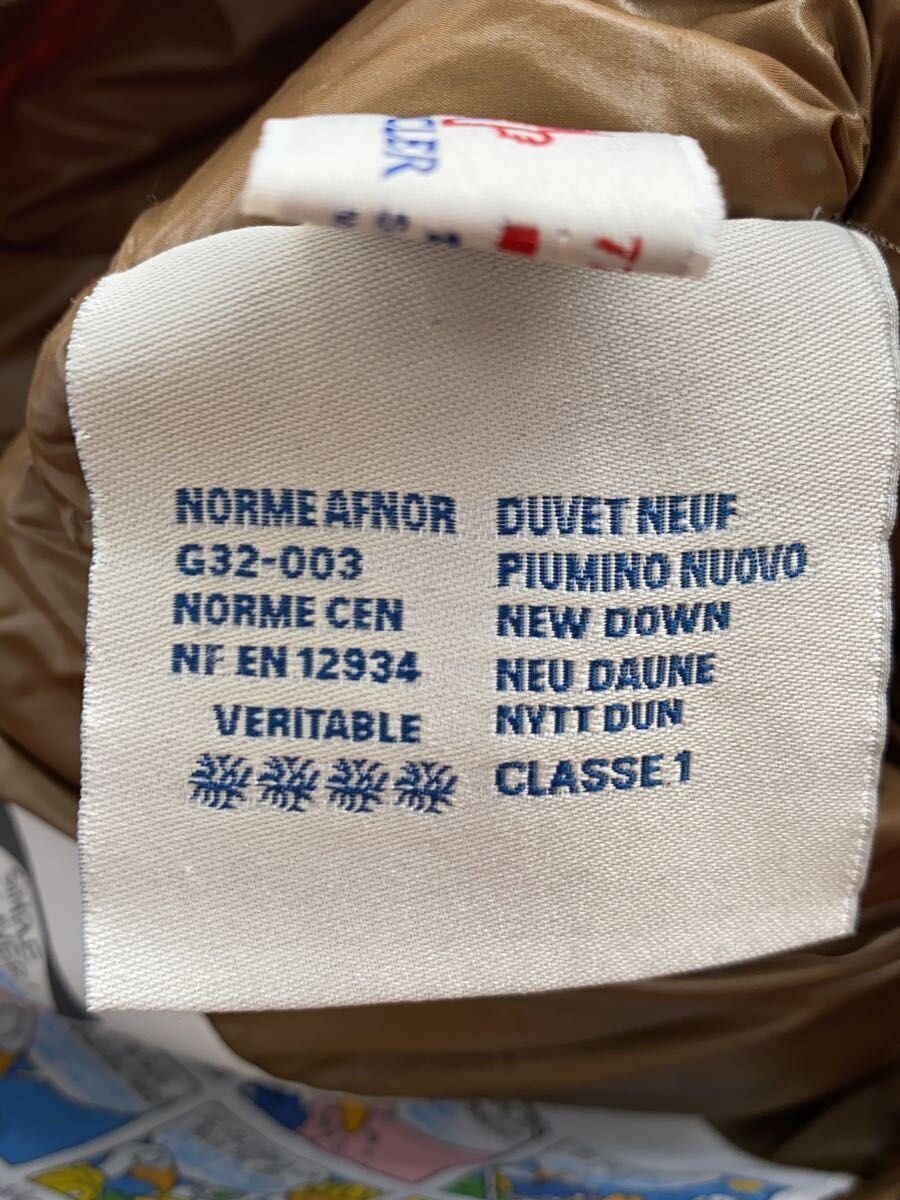 NORME AFNOR
G32-003
NORME CEN
NF EN 12934
VERITABLE
DUVET NEUF
PIUMINO NUOVO
NEW DOWN
NEU DAUNE
NYTT DUN
CLASSE 1